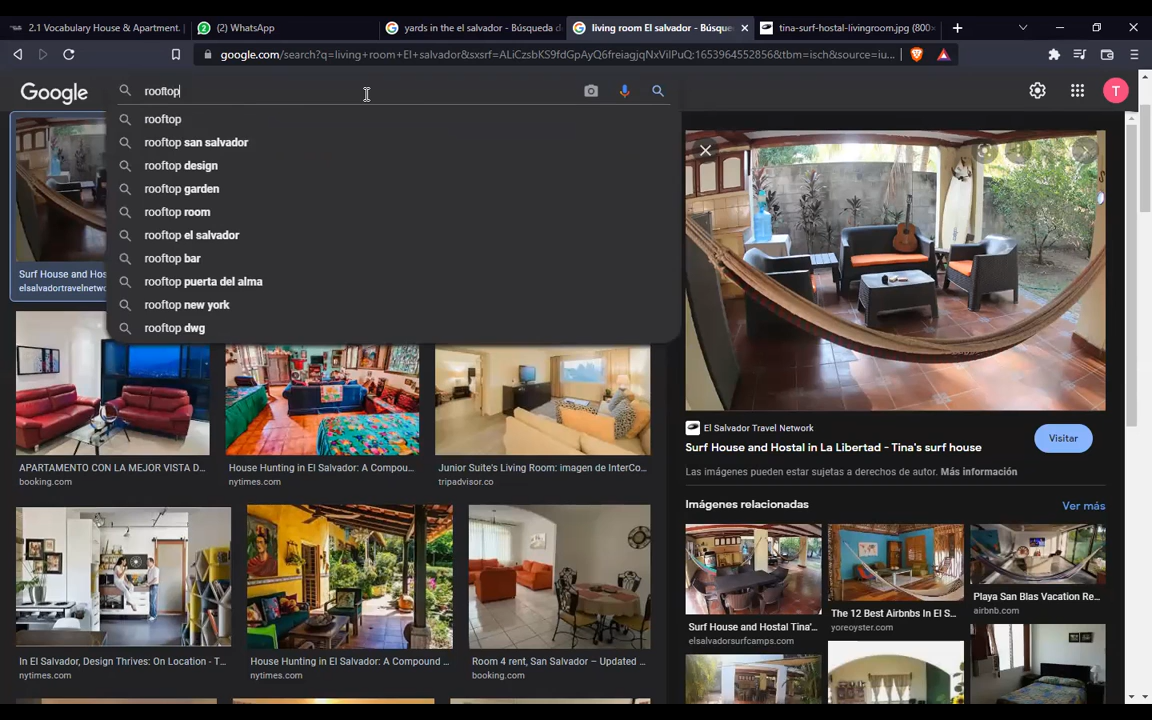 2.1 Vocabulary House & Apartment.
(2) WhatsApp
yards in the el salvador - Búsqueda d
living room El salvador - Búsque
tina-surf-hostal-livingroom.jpg (800×
google.com/search?q=living+room+El+salvador&sxsrf=ALiCzsbKS9fdGpAyQ6freiagjqNxViIPuQ:1653964552856&tbm=isch&source=iu...
Google
rooftop
T
rooftop
rooftop san salvador
rooftop design
rooftop garden
rooftop room
rooftop el salvador
rooftop bar
rooftop puerta del alma
rooftop new york
rooftop dwg
Surf House and Hos
elsalvadortravelnetwo
APARTAMENTO CON LA MEJOR VISTA D...
booking.com
House Hunting in El Salvador: A Compou...
nytimes.com
Junior Suite's Living Room: imagen de InterCo...
tripadvisor.co
In El Salvador, Design Thrives: On Location - T...
nytimes.com
House Hunting in El Salvador: A Compound ...
nytimes.com
Room 4 rent, San Salvador – Updated ...
booking.com
El Salvador Travel Network
Surf House and Hostal in La Libertad - Tina's surf house
Visitar
Las imágenes pueden estar sujetas a derechos de autor. Más información
Imágenes relacionadas
Ver más
Surf House and Hostal Tina'...
elsalvadorsurfcamps.com
The 12 Best Airbnbs In El S...
yoreoyster.com
Playa San Blas Vacation Re...
airbnb.com